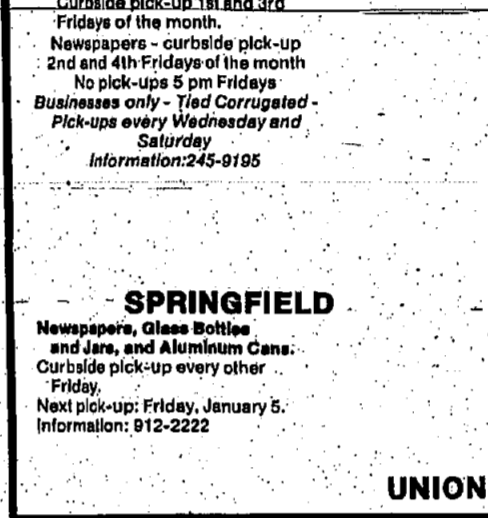 Curbside pick-up 1st and 3rd
Fridays of the month.
Newspapers - curbside pick-up
2nd and 4th Fridays of the month
No pick-ups 5 pm Fridays
Businesses only - Tied Corrugated -
Pick-ups every Wednesday and
Saturday
Information:245-9195
SPRINGFIELD
Newspapers, Glass Bottles
and Jars, and Aluminum Cans.
Curbside pick-up every other
Friday,
Next pick-up: Friday, January 5.
Information: 912-2222
UNION